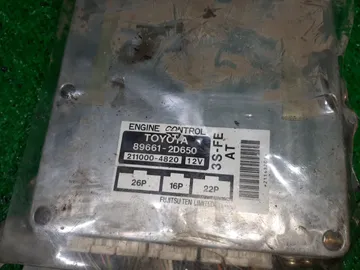 ENGINE CONTROL
TOYOTA
89661-2D650
211000-4820 12V
3S-FE
AT
26P 16P 22P
FUJITSU TEN LIMITED